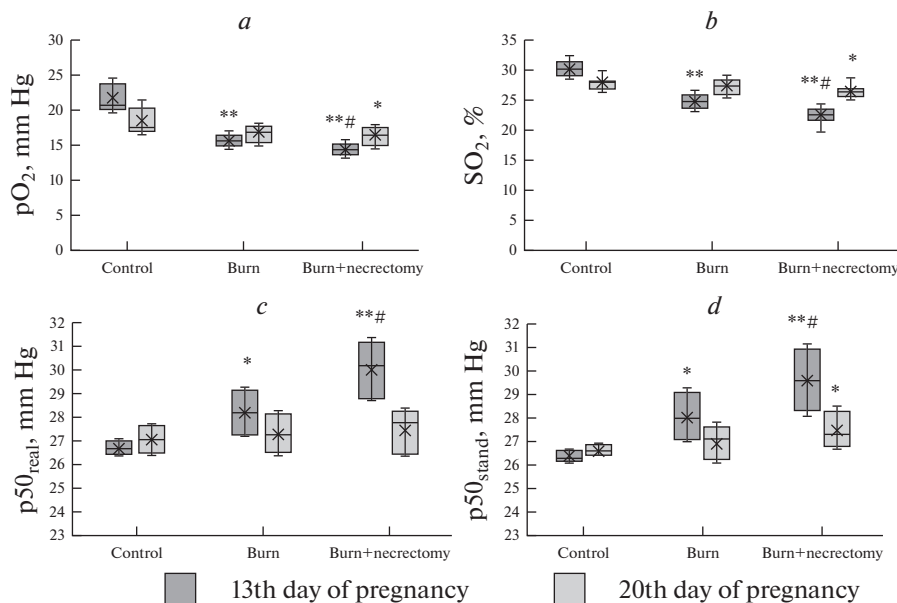 a
pO2, mm Hg
30
25
20
15
10
5
0
**
**#
*
Control
Burn
Burn+necrectomy
b
SO2, %
35
30
25
20
15
10
5
0
**
**#
*
Control
Burn
Burn+necrectomy
c
p50real, mm Hg
32
31
30
29
28
27
26
25
24
23
*
**#
Control
Burn
Burn+necrectomy
d
p50stand, mm Hg
32
31
30
29
28
27
26
25
24
23
*
**#
*
Control
Burn
Burn+necrectomy
13th day of pregnancy
20th day of pregnancy